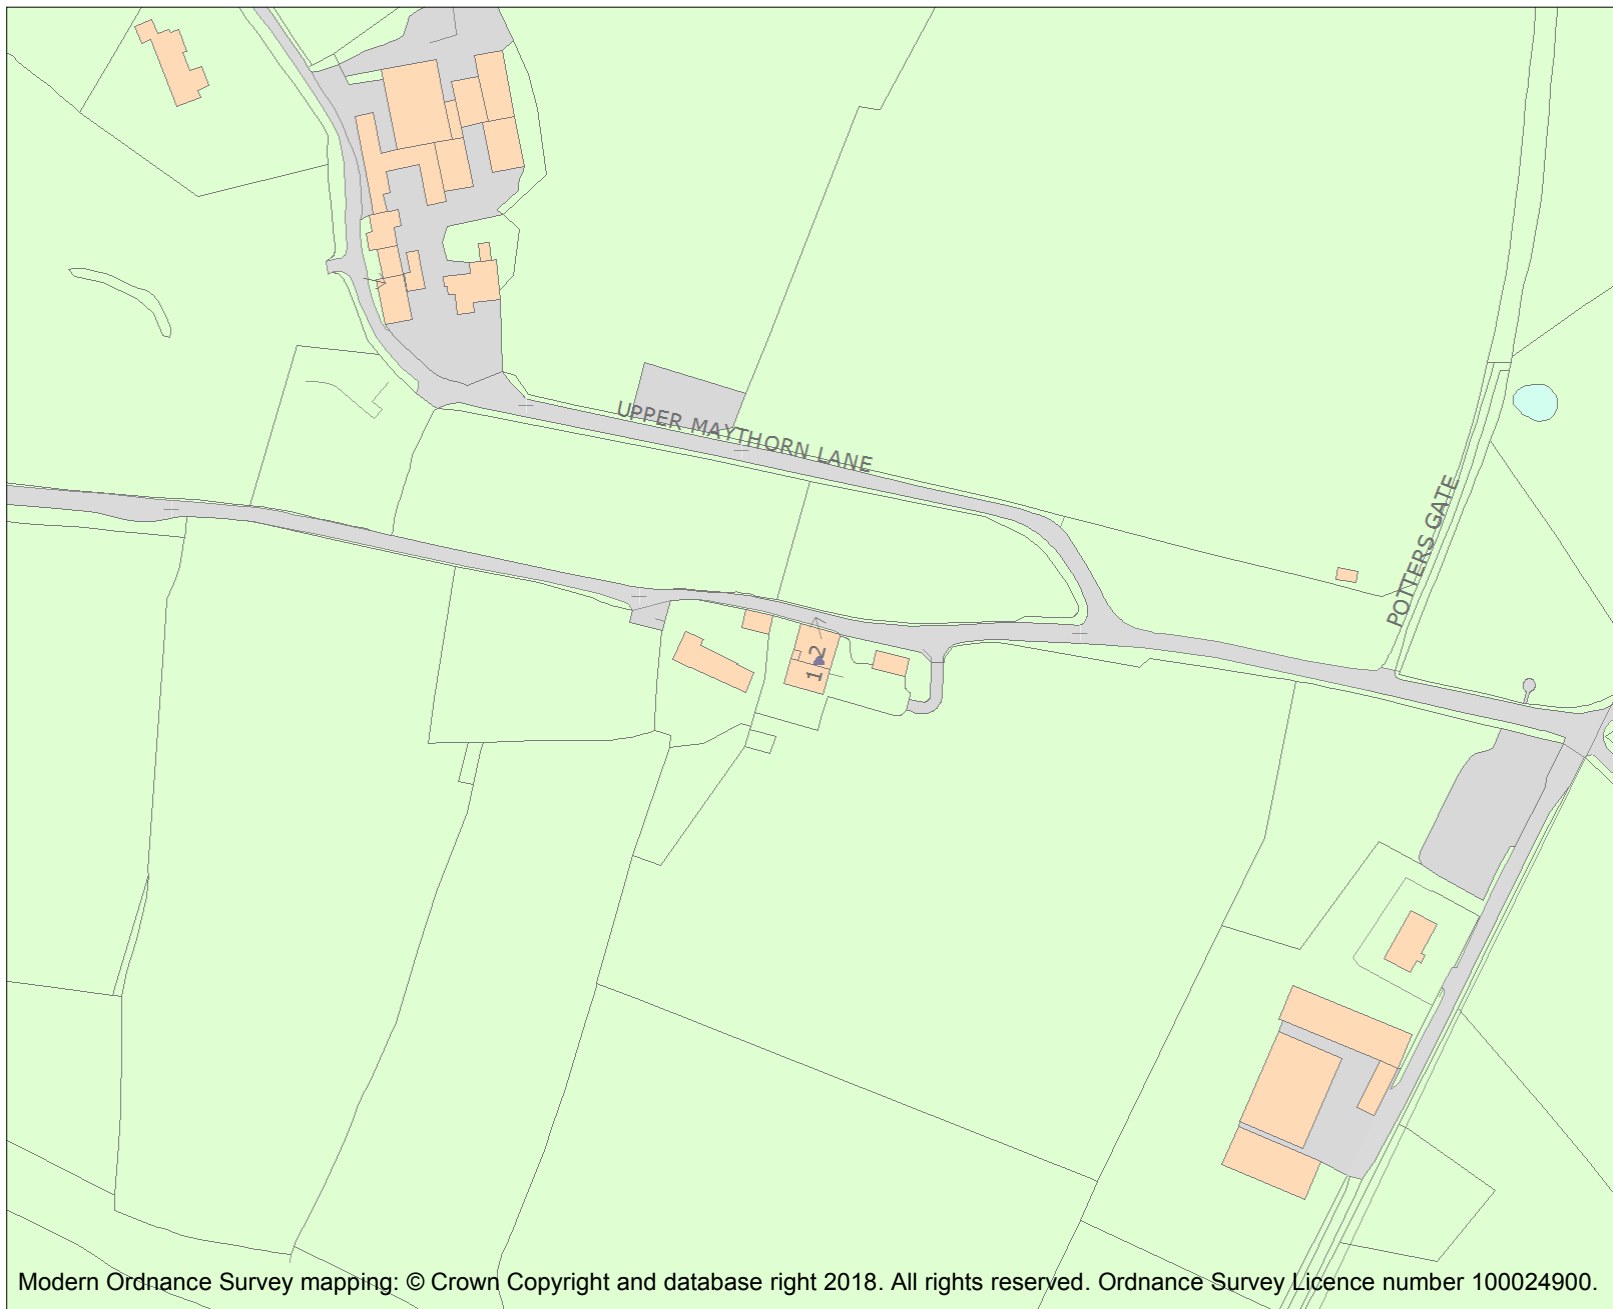 UPPER MAYTHORN LANE
POTTERS GATE
1
2
Modern Ordnance Survey mapping: © Crown Copyright and database right 2018. All rights reserved. Ordnance Survey Licence number 100024900.